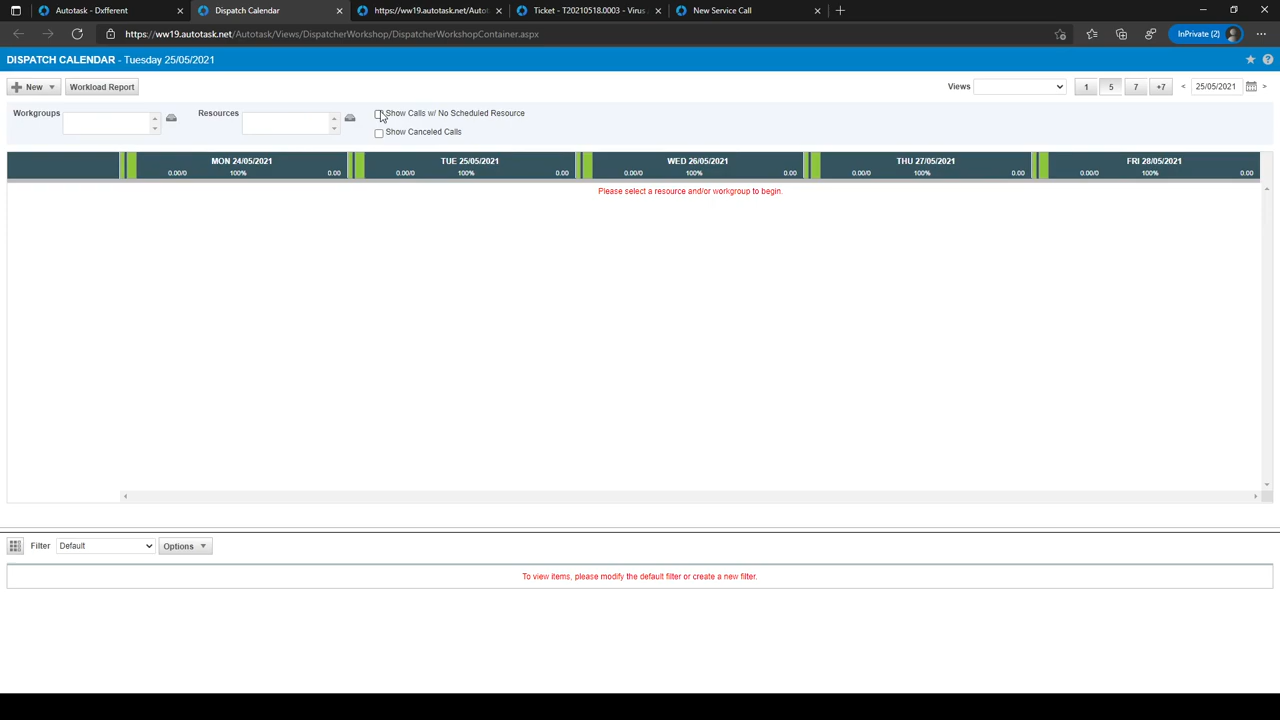 Autotask - Dxfferent
Dispatch Calendar
https://ww19.autotask.net/Autot
Ticket - T20210518.0003 - Virus
New Service Call
https://ww19.autotask.net/Autotask/Views/DispatcherWorkshop/DispatcherWorkshopContainer.aspx
InPrivate (2)
DISPATCH CALENDAR - Tuesday 25/05/2021
New
Workload Report
Views
1
5
7
+7
<
25/05/2021
>
Workgroups
Resources
Show Calls w/ No Scheduled Resource
Show Canceled Calls
MON 24/05/2021
TUE 25/05/2021
WED 26/05/2021
THU 27/05/2021
FRI 28/05/2021
0.00/0 100% 0.00
0.00/0 100% 0.00
0.00/0 100% 0.00
0.00/0 100% 0.00
0.00/0 100% 0.00
Please select a resource and/or workgroup to begin.
Filter
Default
Options
To view items, please modify the default filter or create a new filter.